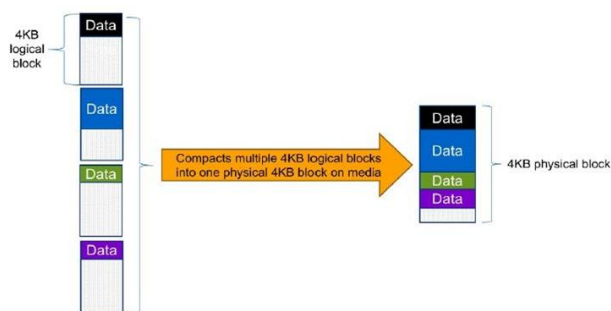 4KB
logical
block
Data
Data
Data
Data
Compacts multiple 4KB logical blocks
into one physical 4KB block on media
Data
Data
Data
Data
4KB physical block